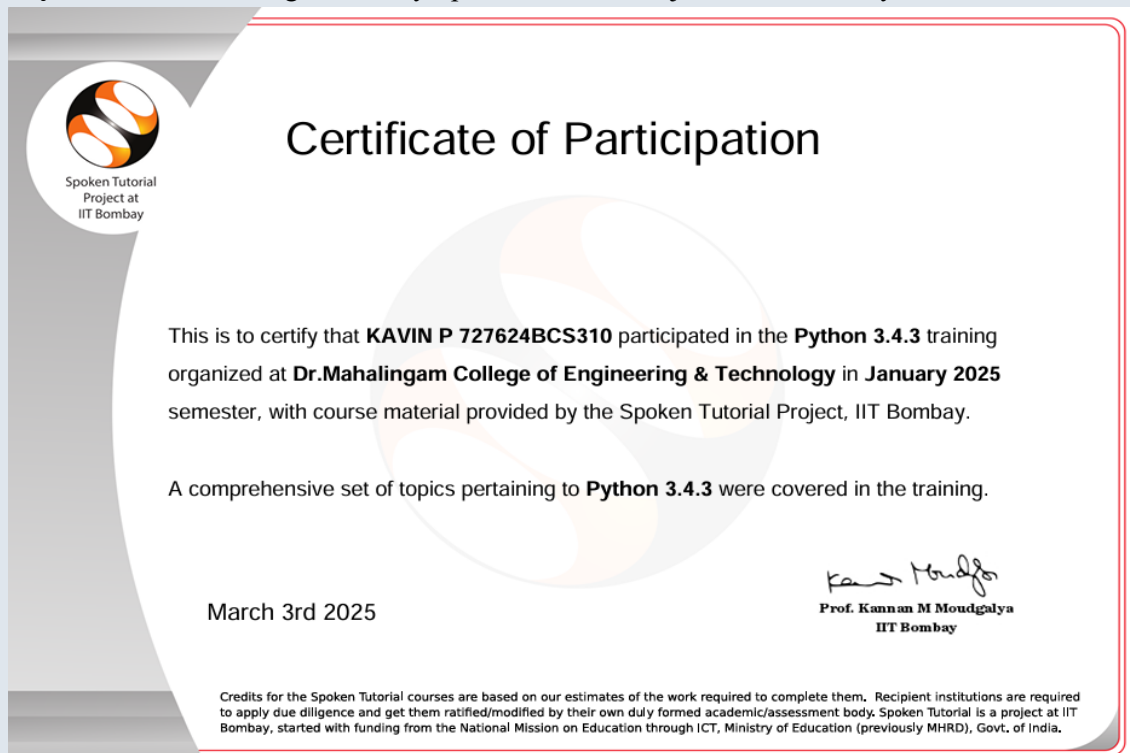 Spoken Tutorial
Project at
IIT Bombay
Certificate of Participation
This is to certify that KAVIN P 727624BCS310 participated in the Python 3.4.3 training
organized at Dr.Mahalingam College of Engineering & Technology in January 2025
semester, with course material provided by the Spoken Tutorial Project, IIT Bombay.
A comprehensive set of topics pertaining to Python 3.4.3 were covered in the training.
March 3rd 2025
Prof. Kannan M Moudgalya
IIT Bombay
Credits for the Spoken Tutorial courses are based on our estimates of the work required to complete them. Recipient institutions are required
to apply due diligence and get them ratified/modified by their own duly formed academic/assessment body. Spoken Tutorial is a project at IIT
Bombay, started with funding from the National Mission on Education through ICT, Ministry of Education (previously MHRD), Govt. of India.